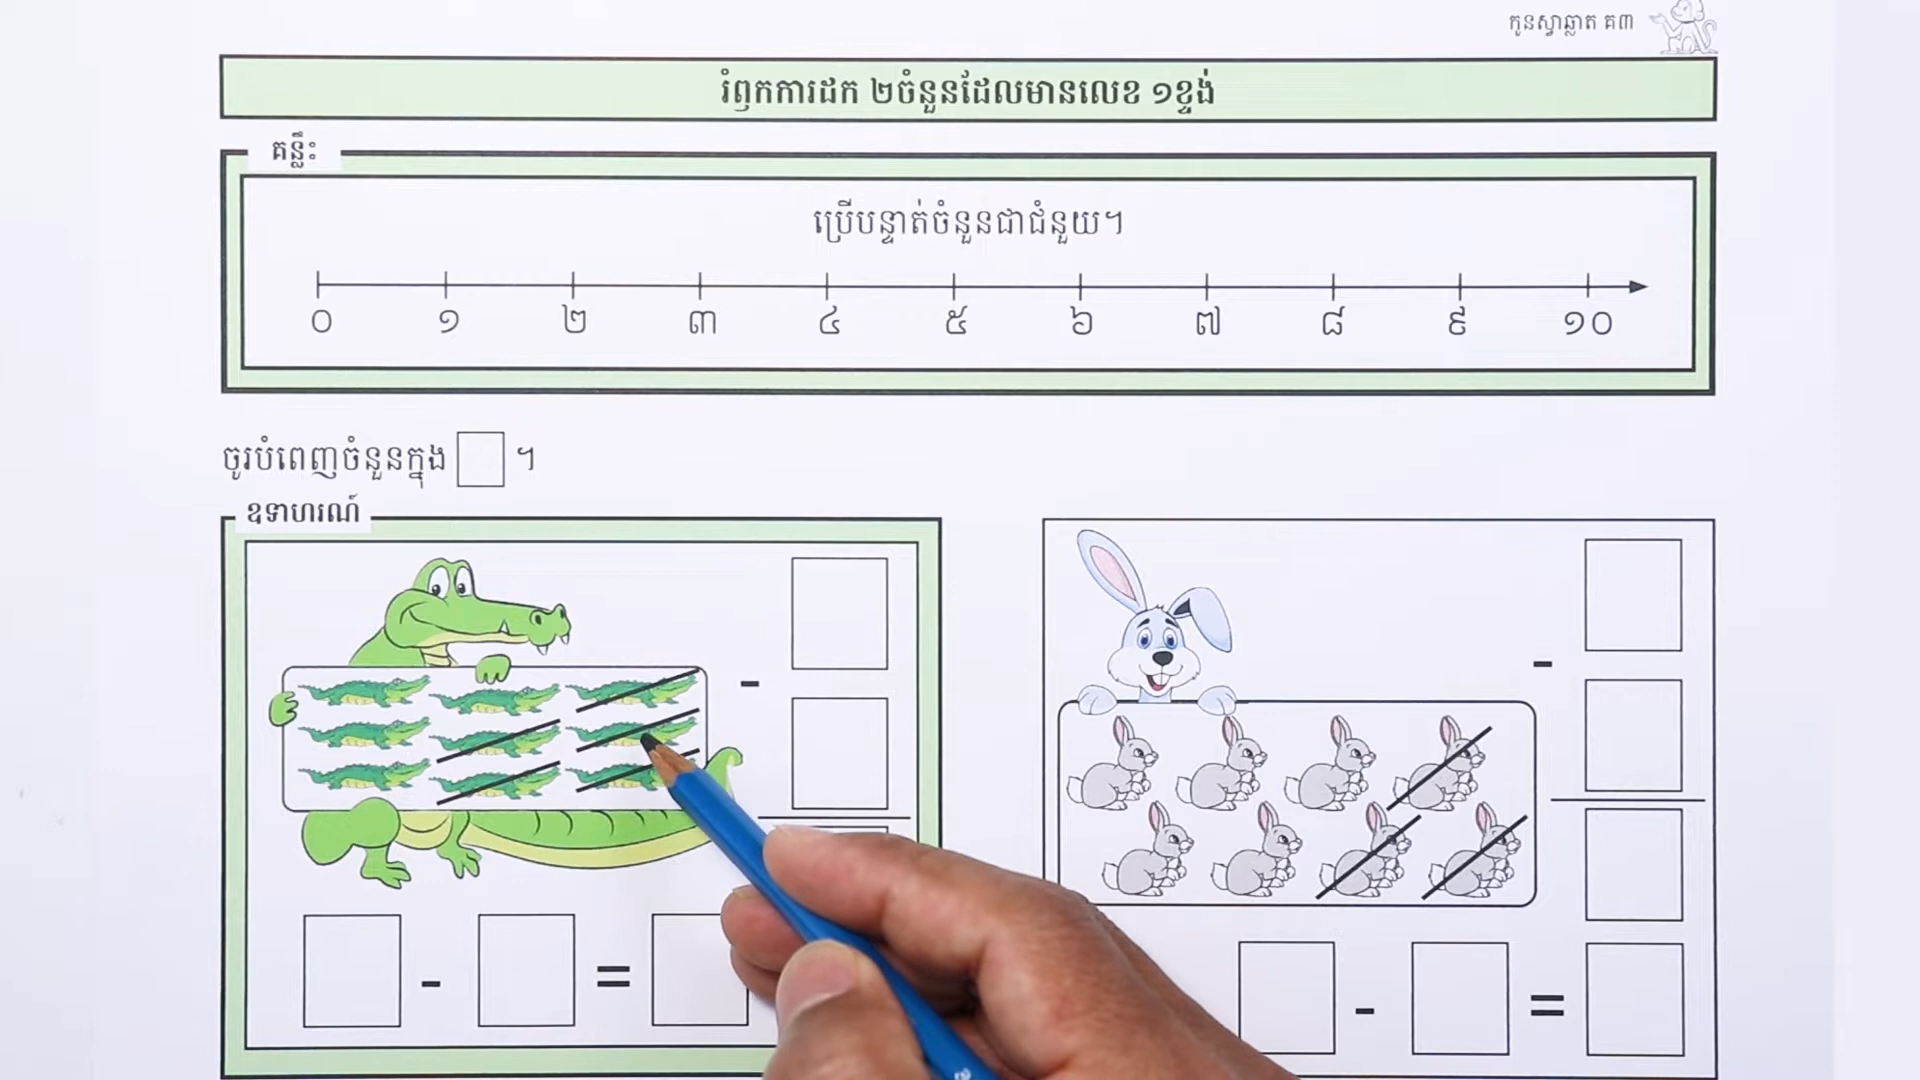 កូនស្វាឆ្លាត គ៣
រំឭកការដក ២ចំនួនដែលមានលេខ ១ខ្ទង់
គន្លឹះ
ប្រើបន្ទាត់ចំនួនជាជំនួយ។
០ ១ ២ ៣ ៤ ៥ ៦ ៧ ៨ ៩ ១០
ចូរបំពេញចំនួនក្នុង ។
ឧទាហរណ៍
-
-
- =
- =